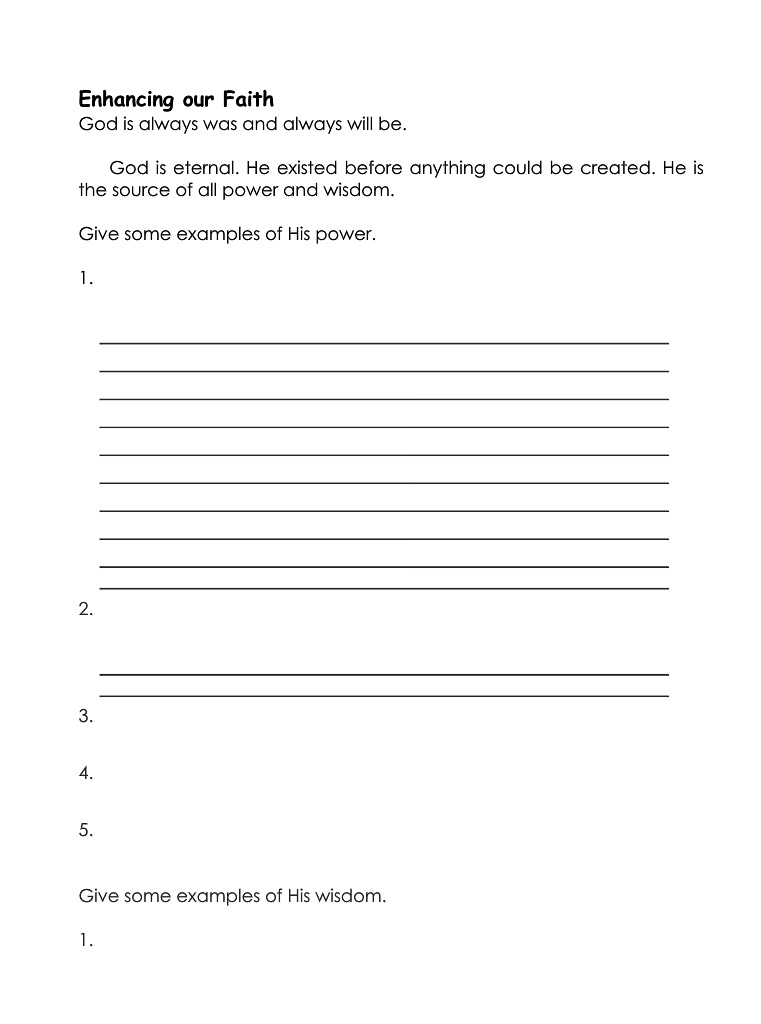 Enhancing our Faith
God is always was and always will be.
God is eternal. He existed before anything could be created. He is
the source of all power and wisdom.
Give some examples of His power.
1.
2.
3.
4.
5.
Give some examples of His wisdom.
1.